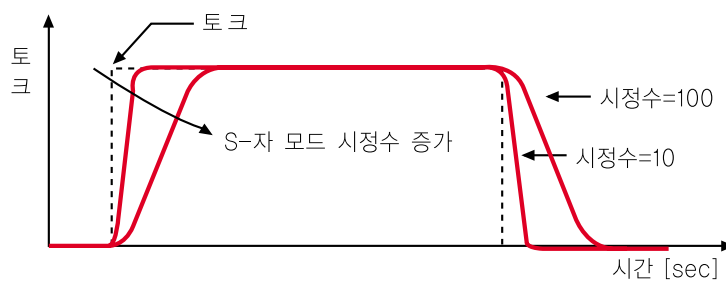 토크
토
크
시정수=100
S-자 모드 시정수 증가
시정수=10
시간 [sec]